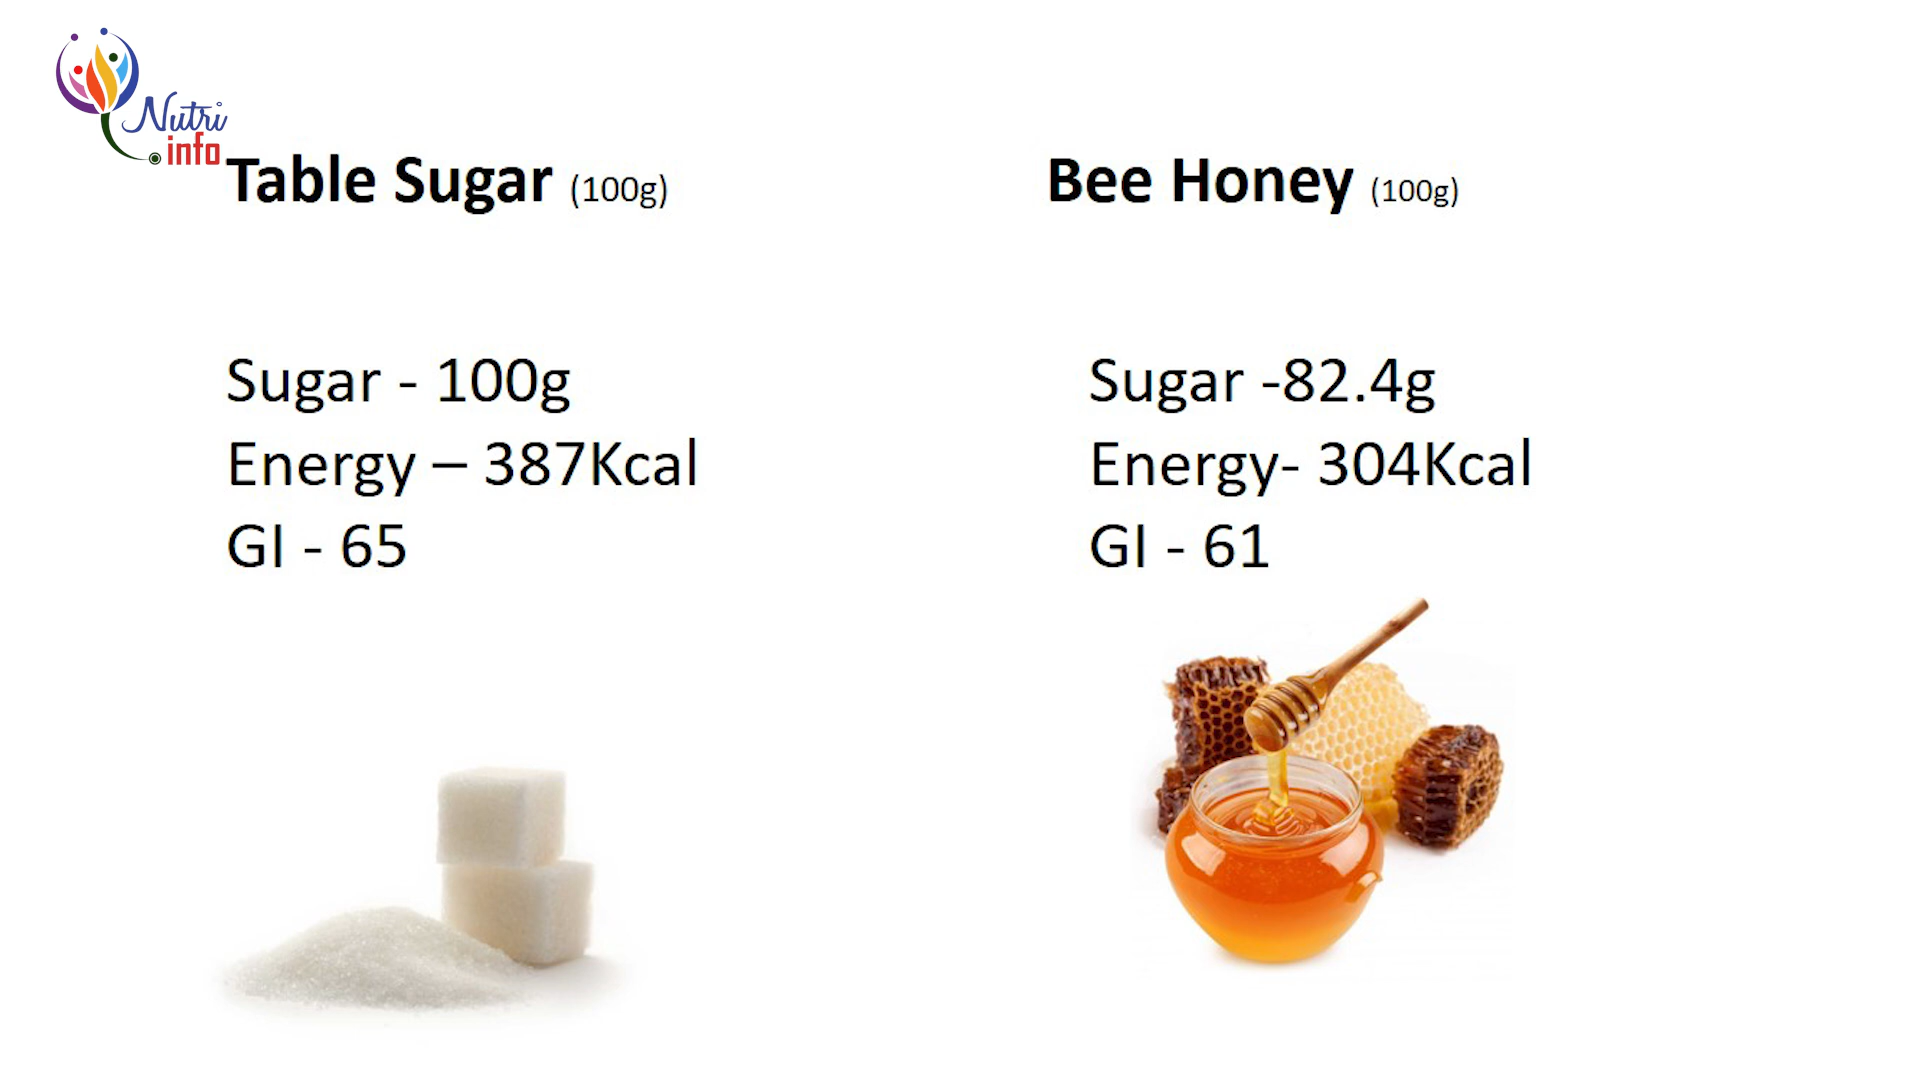 Nutri
info
Table Sugar (100g)
Sugar - 100g
Energy – 387Kcal
GI - 65
Bee Honey (100g)
Sugar -82.4g
Energy- 304Kcal
GI - 61